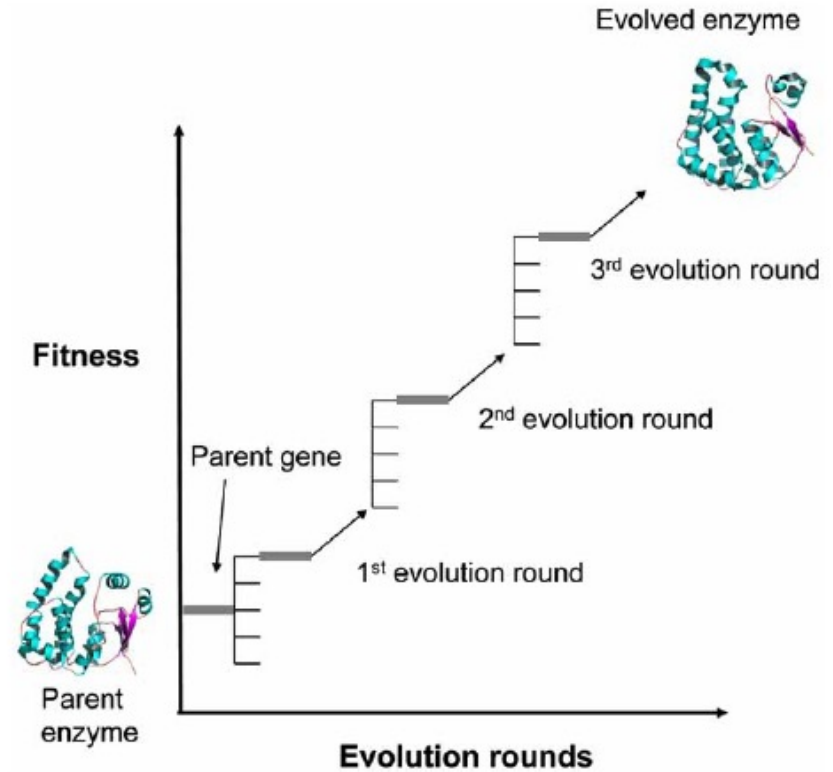 Evolved enzyme
3rd evolution round
Fitness
2nd evolution round
Parent gene
1st evolution round
Parent
enzyme
Evolution rounds